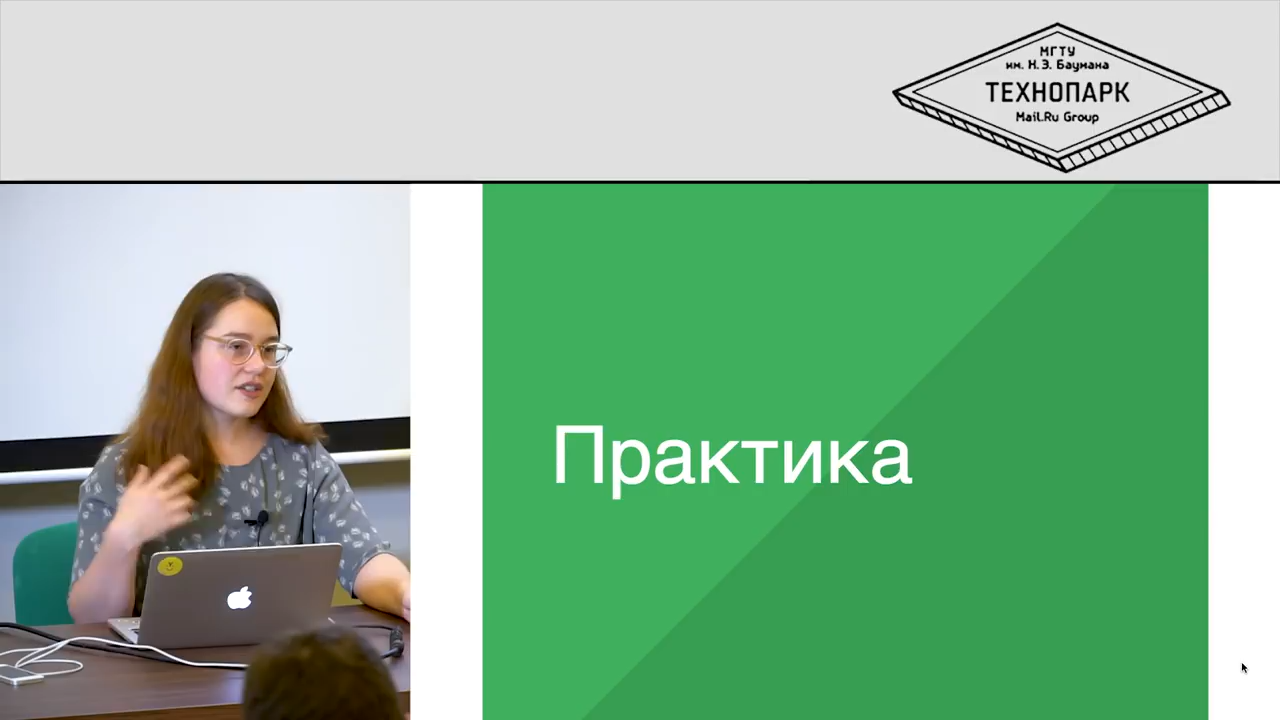 МГТУ
им. Н.Э. Баумана
ТЕХНОПАРК
Mail.Ru Group
Практика